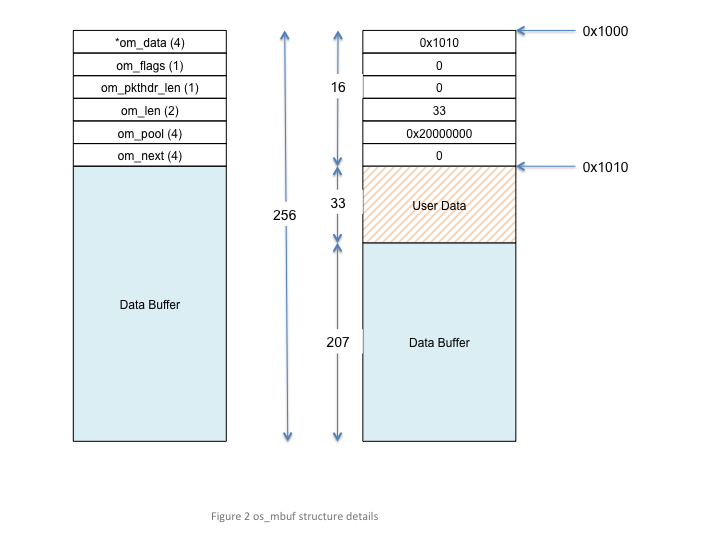 *om_data (4)
om_flags (1)
om_pkthdr_len (1)
om_len (2)
om_pool (4)
om_next (4)
Data Buffer
256
16
33
207
0x1010
0
0
33
0x20000000
0
User Data
Data Buffer
0x1000
0x1010
Figure 2 os_mbuf structure details